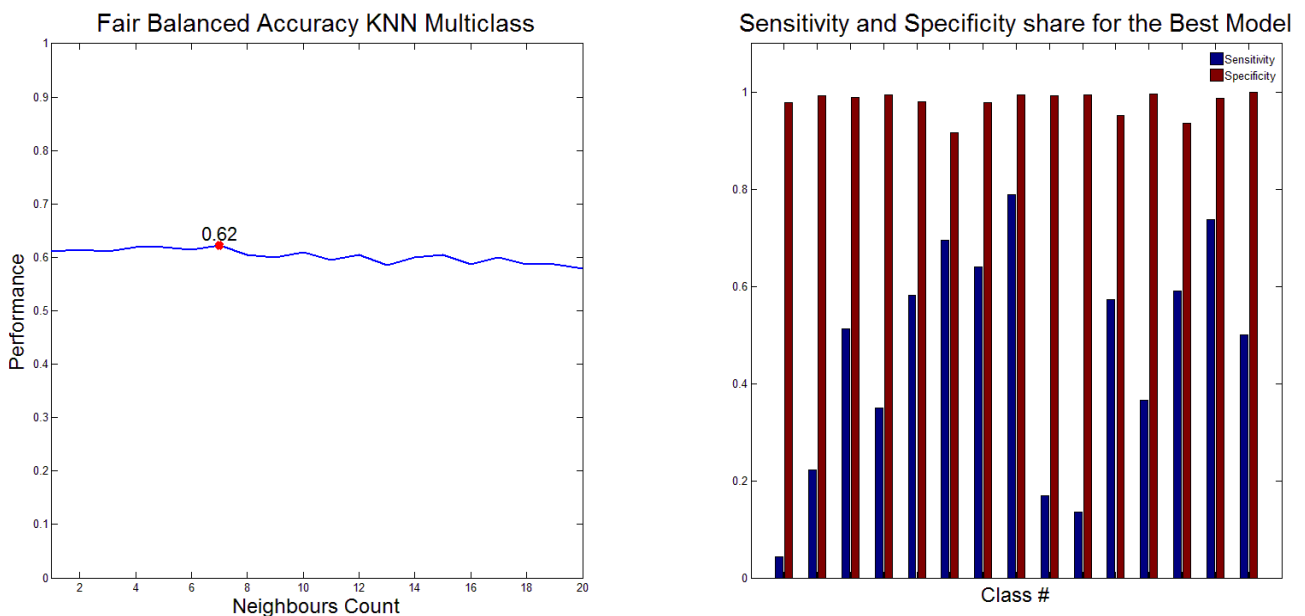 Fair Balanced Accuracy KNN Multiclass
1
0.9
0.8
0.7
0.6
0.5
0.4
0.3
0.2
0.1
0
0.62
Performance
2 4 6 8 10 12 14 16 18 20
Neighbours Count
Sensitivity and Specificity share for the Best Model
Sensitivity
Specificity
1
0.8
0.6
0.4
0.2
0
Class #